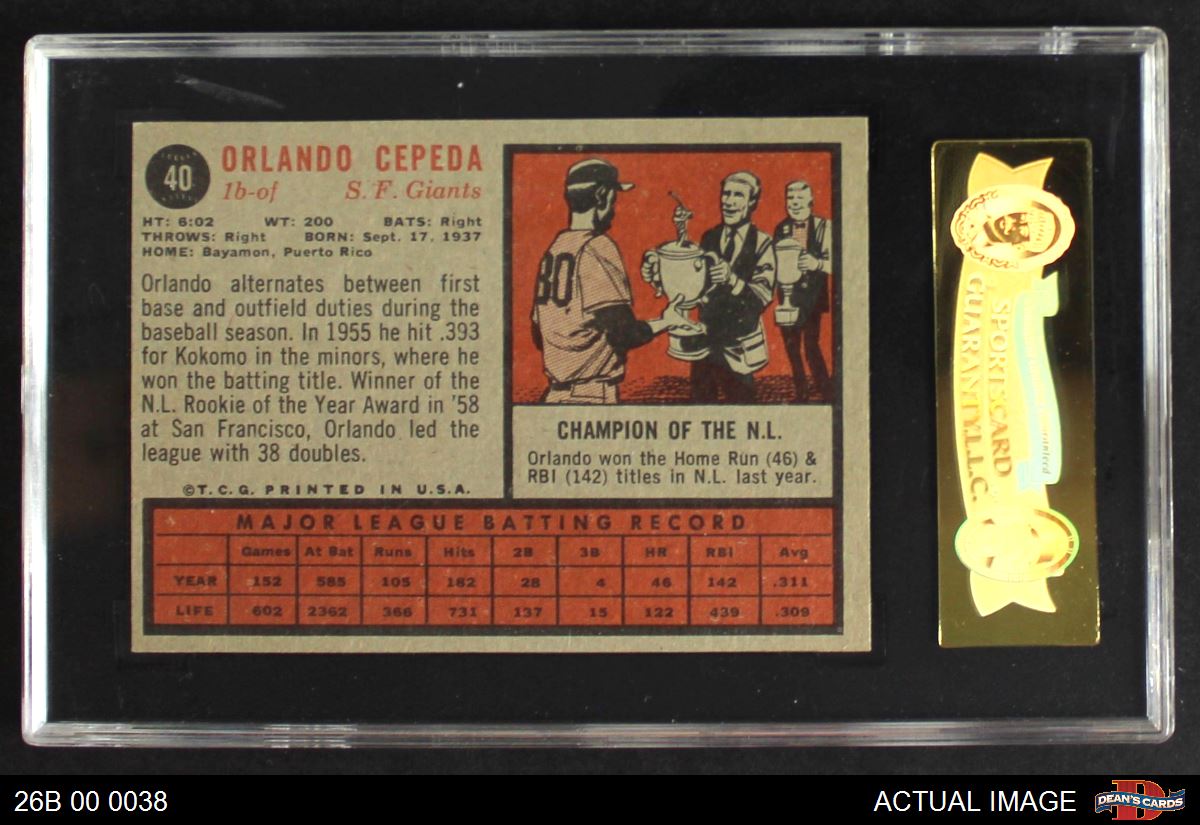 40
ORLANDO CEPEDA
1b-of S. F. Giants
HT: 6:02 WT: 200 BATS: Right
THROWS: Right BORN: Sept. 17, 1937
HOME: Bayamon, Puerto Rico
Orlando alternates between first
base and outfield duties during the
baseball season. In 1955 he hit .393
for Kokomo in the minors, where he
won the batting title. Winner of the
N.L. Rookie of the Year Award in '58
at San Francisco, Orlando led the
league with 38 doubles.
©T.C.G. PRINTED IN U.S.A.
30
CHAMPION OF THE N.L.
Orlando won the Home Run (46) &
RBI (142) titles in N.L. last year.
MAJOR LEAGUE BATTING RECORD
Games At Bat Runs Hits 2B 3B HR RBI Avg
YEAR 152 585 105 182 28 4 46 142 .311
LIFE 602 2362 366 731 137 15 122 439 .309
SPORTSCARD
GUARANTY.L.L.C.
26B 00 0038
ACTUAL IMAGE
DEAN'S CARDS